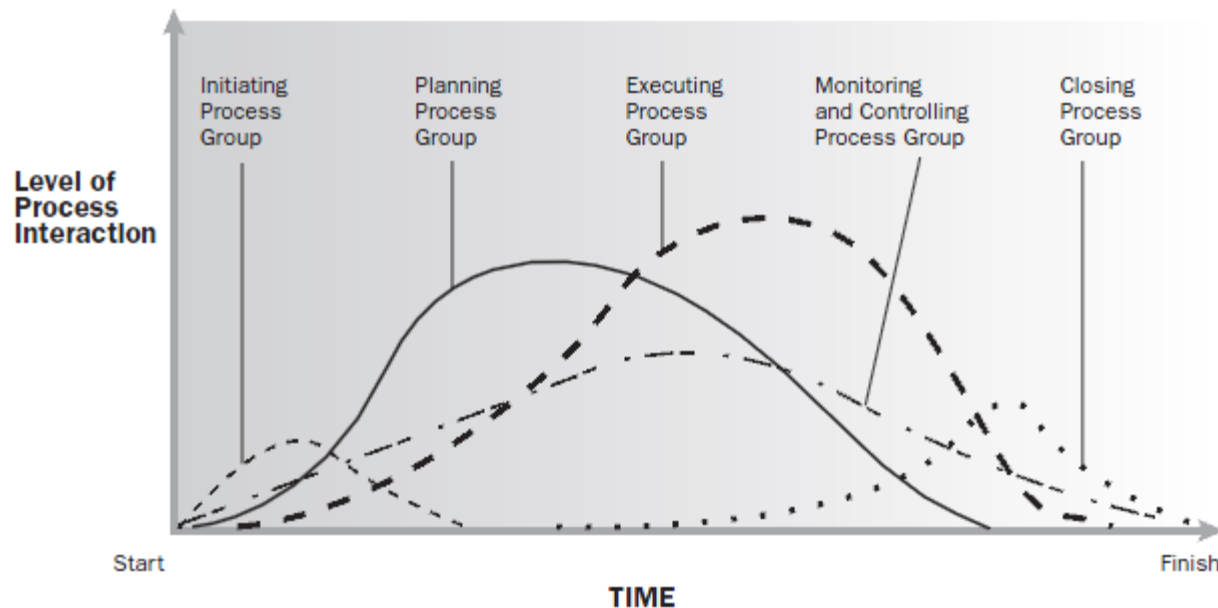 Initiating
Process
Group
Planning
Process
Group
Executing
Process
Group
Monitoring
and Controlling
Process Group
Closing
Process
Group
Level of
Process
Interaction
Start
Finish
TIME